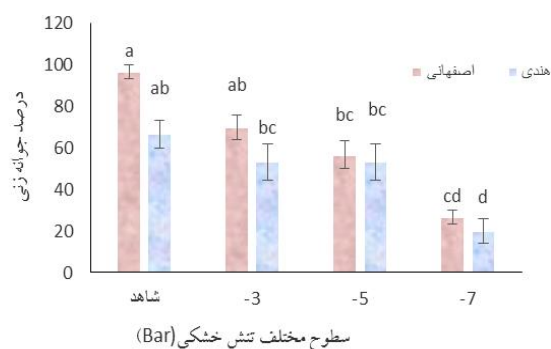 120
100
80
60
40
20
0
درصد جوانه زنی
اصفهانی هندی
a ab ab bc bc bc cd d
شاهد -3 -5 -7
سطوح مختلف تنش خشکی(Bar)